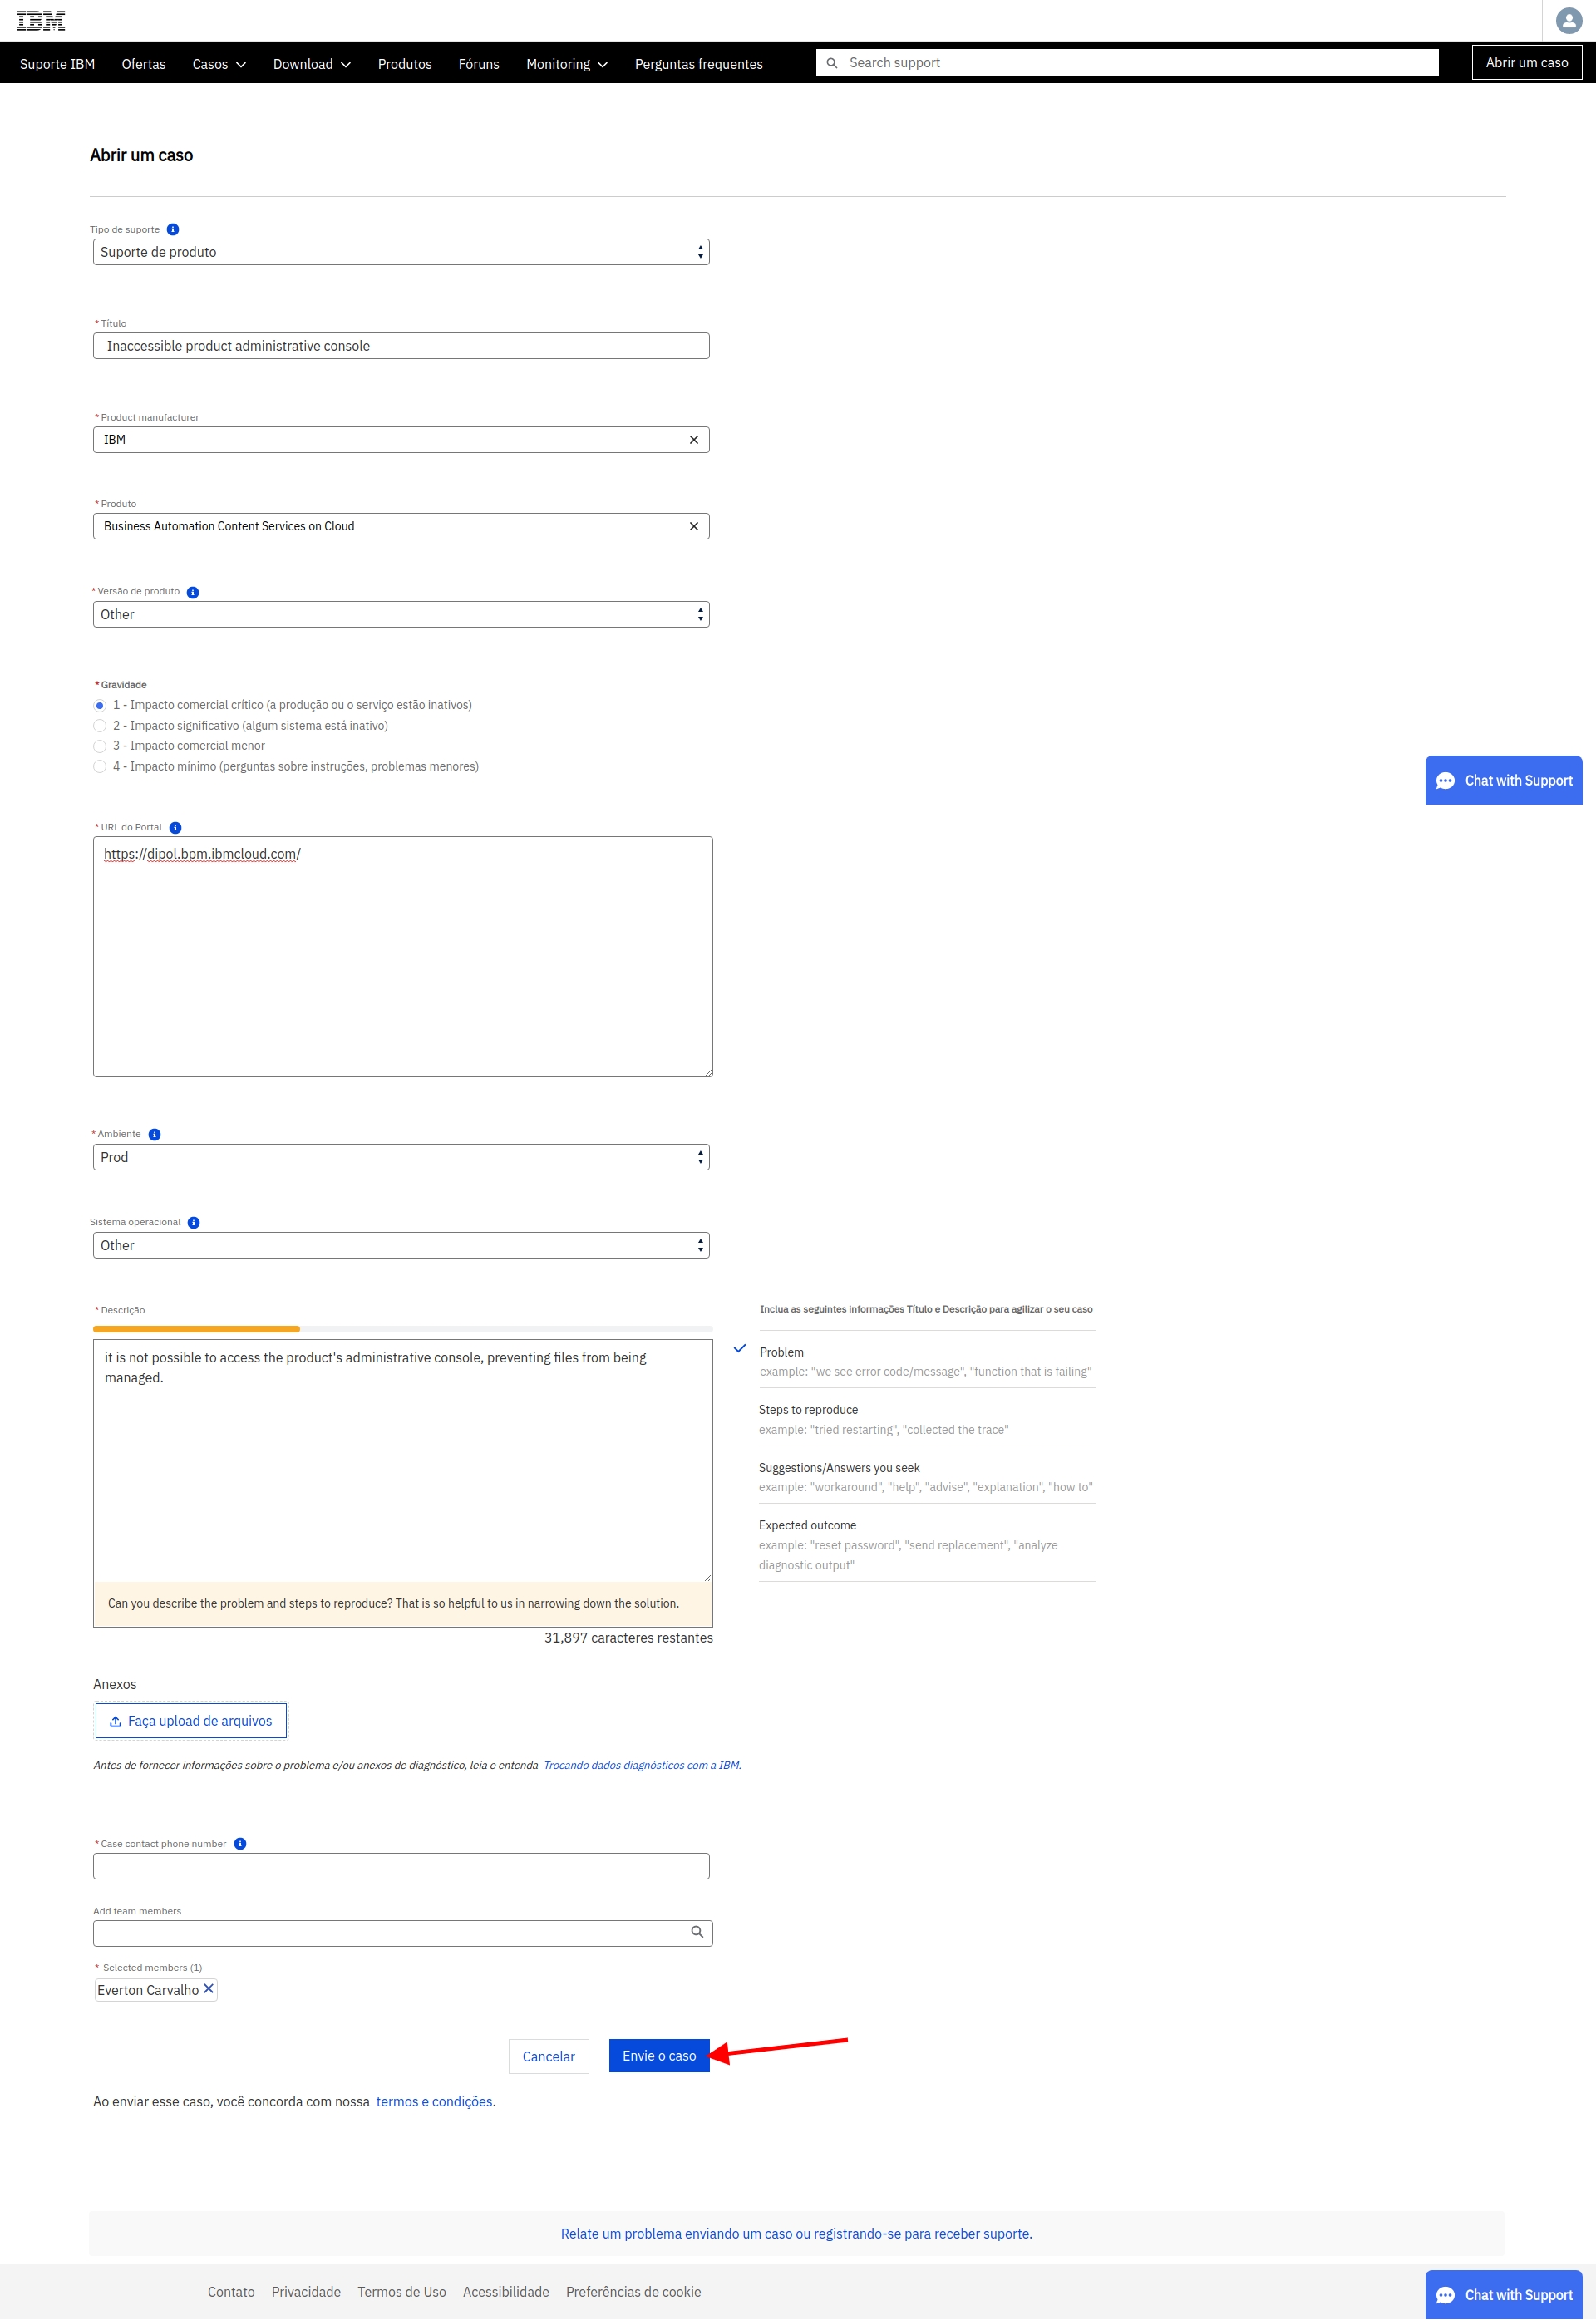 IBM
Suporte IBM Ofertas Casos Download Produtos Fóruns Monitoring Perguntas frequentes Search support Abrir um caso
Abrir um caso
Tipo de suporte
Suporte de produto
* Título
Inaccessible product administrative console
* Product manufacturer
IBM
* Produto
Business Automation Content Services on Cloud
* Versão de produto
Other
* Gravidade
1 - Impacto comercial crítico (a produção ou o serviço estão inativos)
2 - Impacto significativo (algum sistema está inativo)
3 - Impacto comercial menor
4 - Impacto mínimo (perguntas sobre instruções, problemas menores)
Chat with Support
* URL do Portal
https://dipol.bpm.ibmcloud.com/
* Ambiente
Prod
Sistema operacional
Other
* Descrição
it is not possible to access the product's administrative console, preventing files from being
managed.
Can you describe the problem and steps to reproduce? That is so helpful to us in narrowing down the solution.
31,897 caracteres restantes
Inclua as seguintes informações Título e Descrição para agilizar o seu caso
Problem
example: "we see error code/message", "function that is failing"
Steps to reproduce
example: "tried restarting", "collected the trace"
Suggestions/Answers you seek
example: "workaround", "help", "advise", "explanation", "how to"
Expected outcome
example: "reset password", "send replacement", "analyze
diagnostic output"
Anexos
Faça upload de arquivos
Antes de fornecer informações sobre o problema e/ou anexos de diagnóstico, leia e entenda Trocando dados diagnósticos com a IBM.
* Case contact phone number
Add team members
* Selected members (1)
Everton Carvalho
Cancelar Envie o caso
Ao enviar esse caso, você concorda com nossa termos e condições.
Relate um problema enviando um caso ou registrando-se para receber suporte.
Contato Privacidade Termos de Uso Acessibilidade Preferências de cookie
Chat with Support